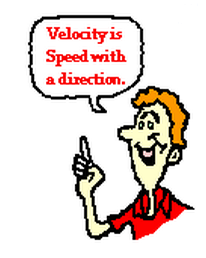 Velocity is
Speed with
a direction.